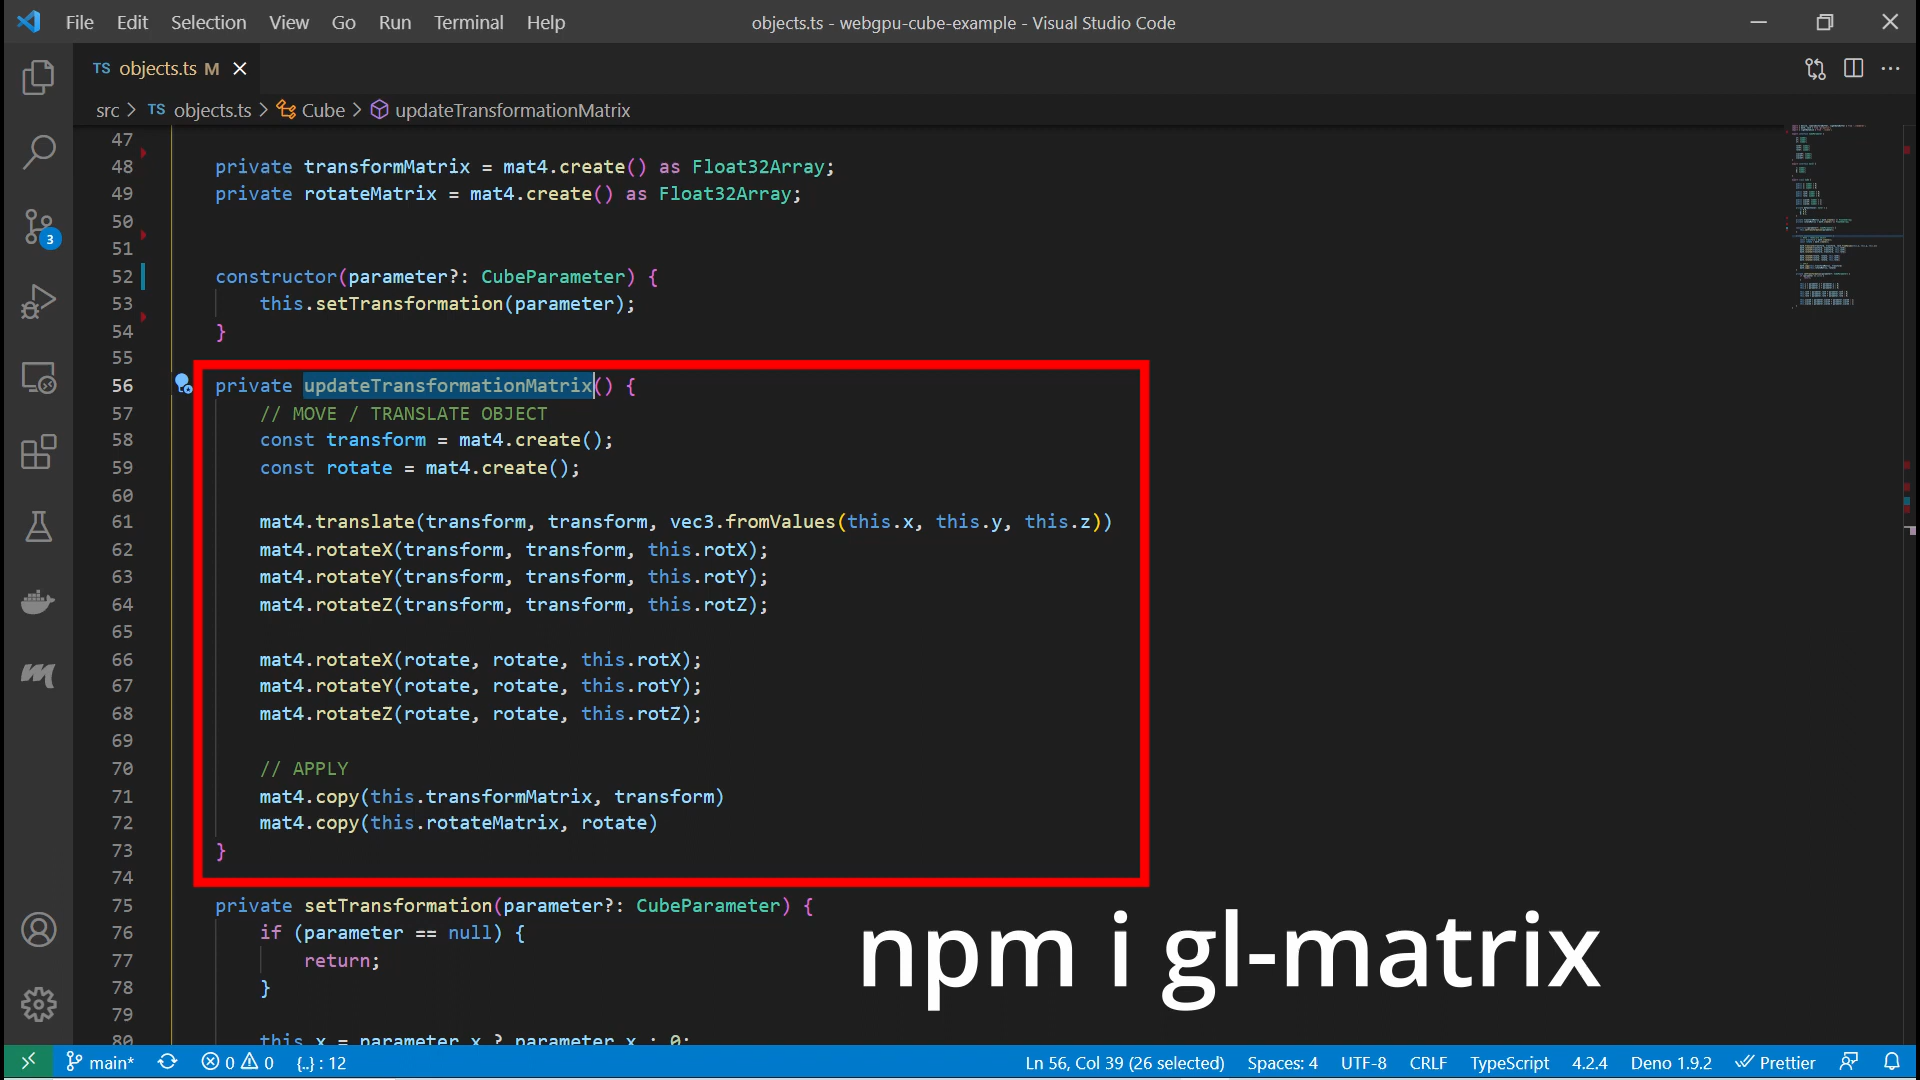 File Edit Selection View Go Run Terminal Help
objects.ts - webgpu-cube-example - Visual Studio Code
TS objects.ts M
src > TS objects.ts > Cube > updateTransformationMatrix
47
48 private transformMatrix = mat4.create() as Float32Array;
49 private rotateMatrix = mat4.create() as Float32Array;
50
51
52 constructor(parameter?: CubeParameter) {
53 this.setTransformation(parameter);
54 }
55
56 private updateTransformationMatrix() {
57 // MOVE / TRANSLATE OBJECT
58 const transform = mat4.create();
59 const rotate = mat4.create();
60
61 mat4.translate(transform, transform, vec3.fromValues(this.x, this.y, this.z))
62 mat4.rotateX(transform, transform, this.rotX);
63 mat4.rotateY(transform, transform, this.rotY);
64 mat4.rotateZ(transform, transform, this.rotZ);
65
66 mat4.rotateX(rotate, rotate, this.rotX);
67 mat4.rotateY(rotate, rotate, this.rotY);
68 mat4.rotateZ(rotate, rotate, this.rotZ);
69
70 // APPLY
71 mat4.copy(this.transformMatrix, transform)
72 mat4.copy(this.rotateMatrix, rotate)
73 }
74
75 private setTransformation(parameter?: CubeParameter) {
76 if (parameter == null) {
77 return;
78 }
79
80 this.x = parameter.x ? parameter.x : 0;
npm i gl-matrix
3
main* 0 0 {..} : 12
Ln 56, Col 39 (26 selected) Spaces: 4 UTF-8 CRLF TypeScript 4.2.4 Deno 1.9.2 Prettier